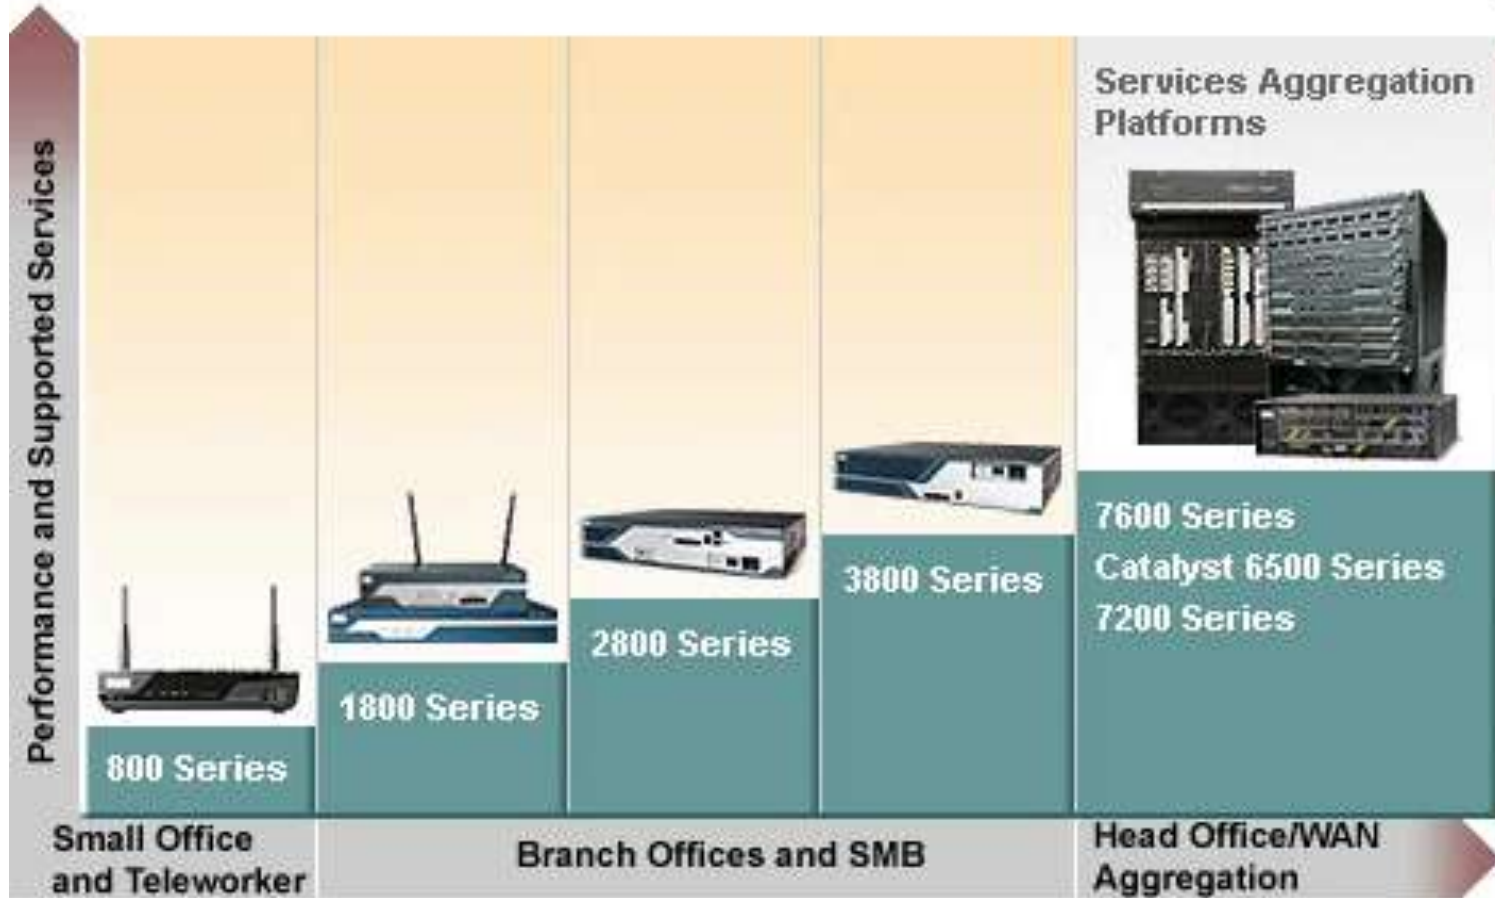 Performance and Supported Services
Services Aggregation
Platforms
7600 Series
Catalyst 6500 Series
7200 Series
3800 Series
2800 Series
1800 Series
800 Series
Small Office
and Teleworker
Branch Offices and SMB
Head Office/WAN
Aggregation